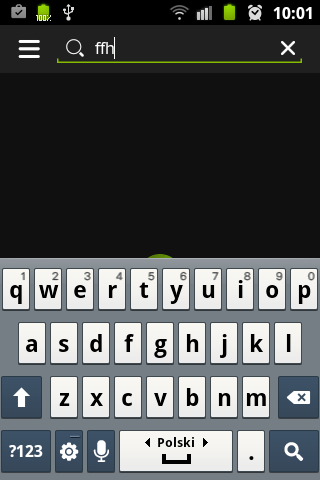 100% 10:01
ffh
1 2 3 4 5 6 7 8 9 0
q w e r t y u i o p
a s d f g h j k l
z x c v b n m
?123 Polski .